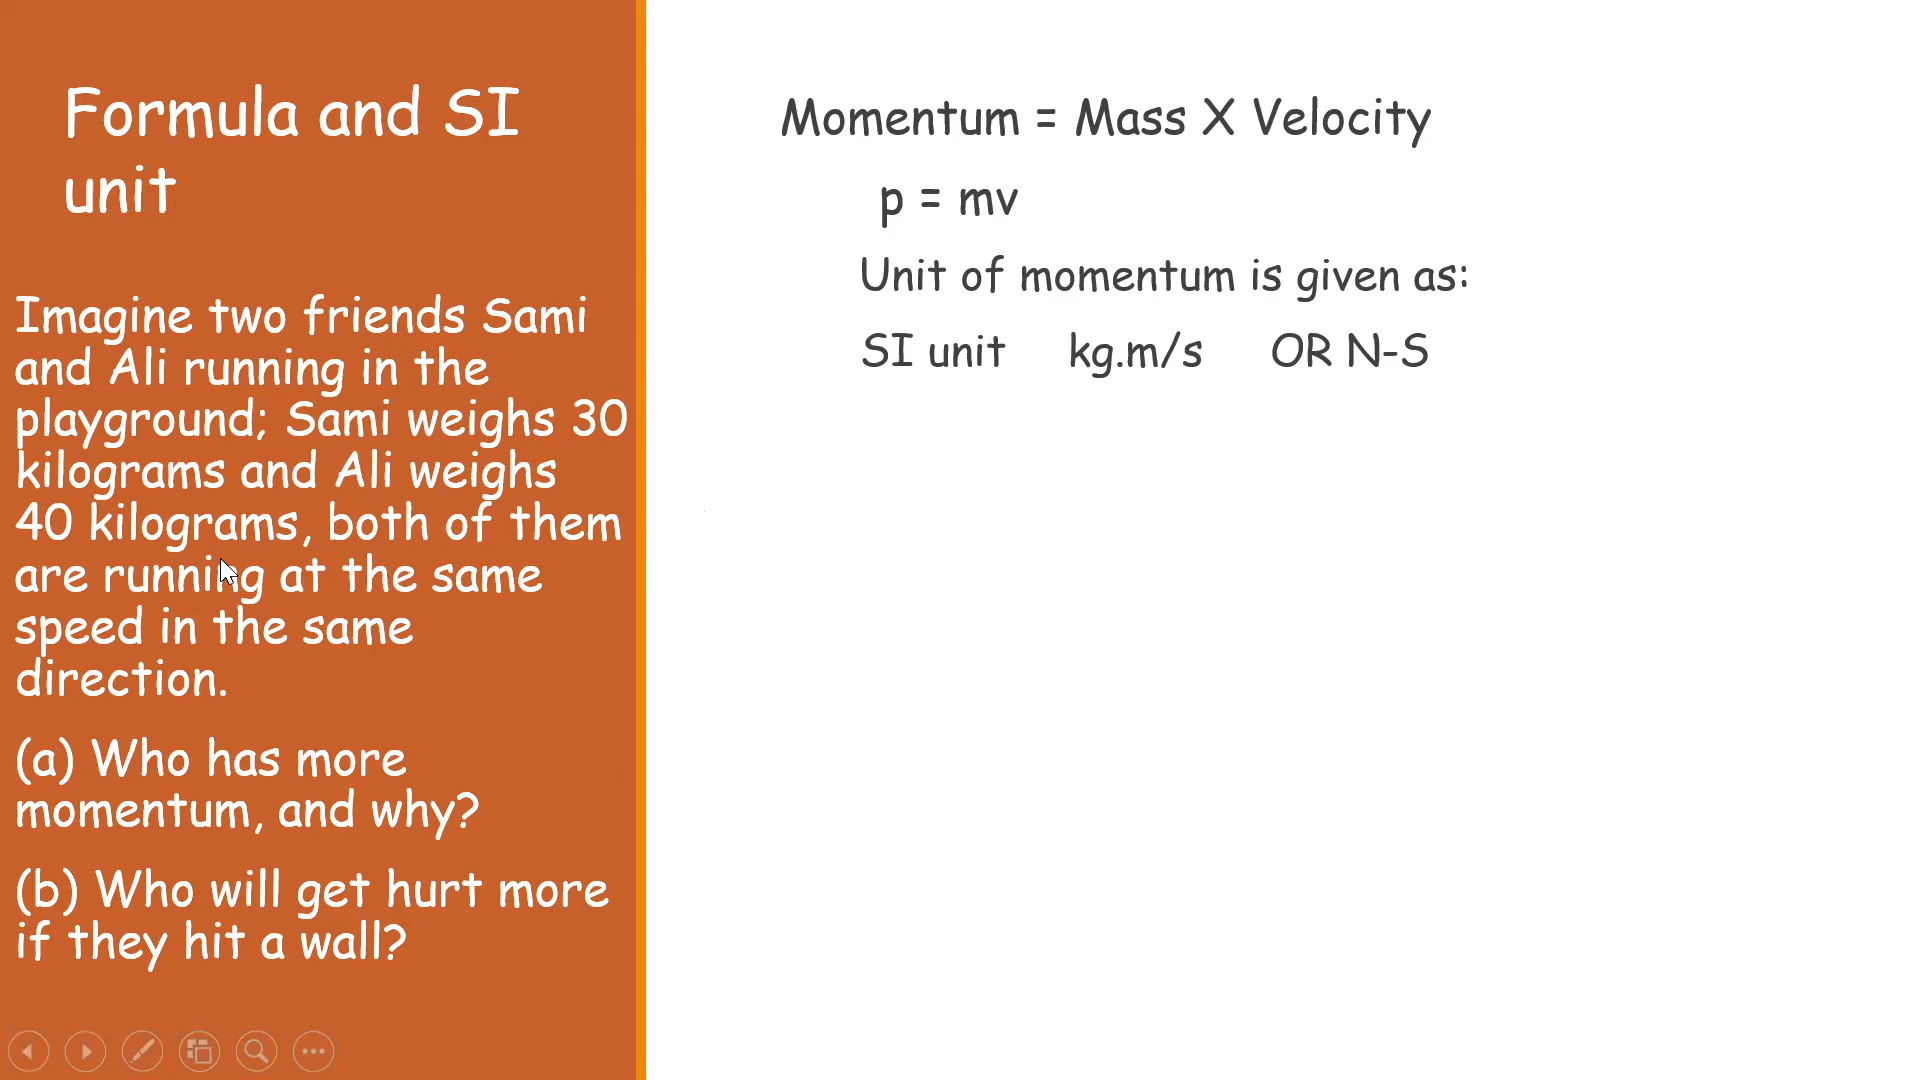 Formula and SI
unit
Imagine two friends Sami
and Ali running in the
playground; Sami weighs 30
kilograms and Ali weighs
40 kilograms, both of them
are running at the same
speed in the same
direction.
(a) Who has more
momentum, and why?
(b) Who will get hurt more
if they hit a wall?
Momentum = Mass X Velocity
p = mv
Unit of momentum is given as:
SI unit kg.m/s OR N-S